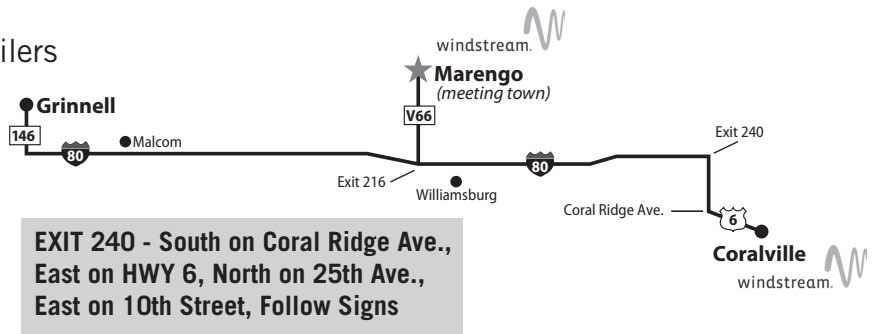 ilers
windstream.
Marengo
(meeting town)
Grinnell
146
V66
80
Malcom
Exit 216
Williamsburg
80
Exit 240
Coral Ridge Ave.
6
Coralville
windstream.
EXIT 240 - South on Coral Ridge Ave.,
East on HWY 6, North on 25th Ave.,
East on 10th Street, Follow Signs